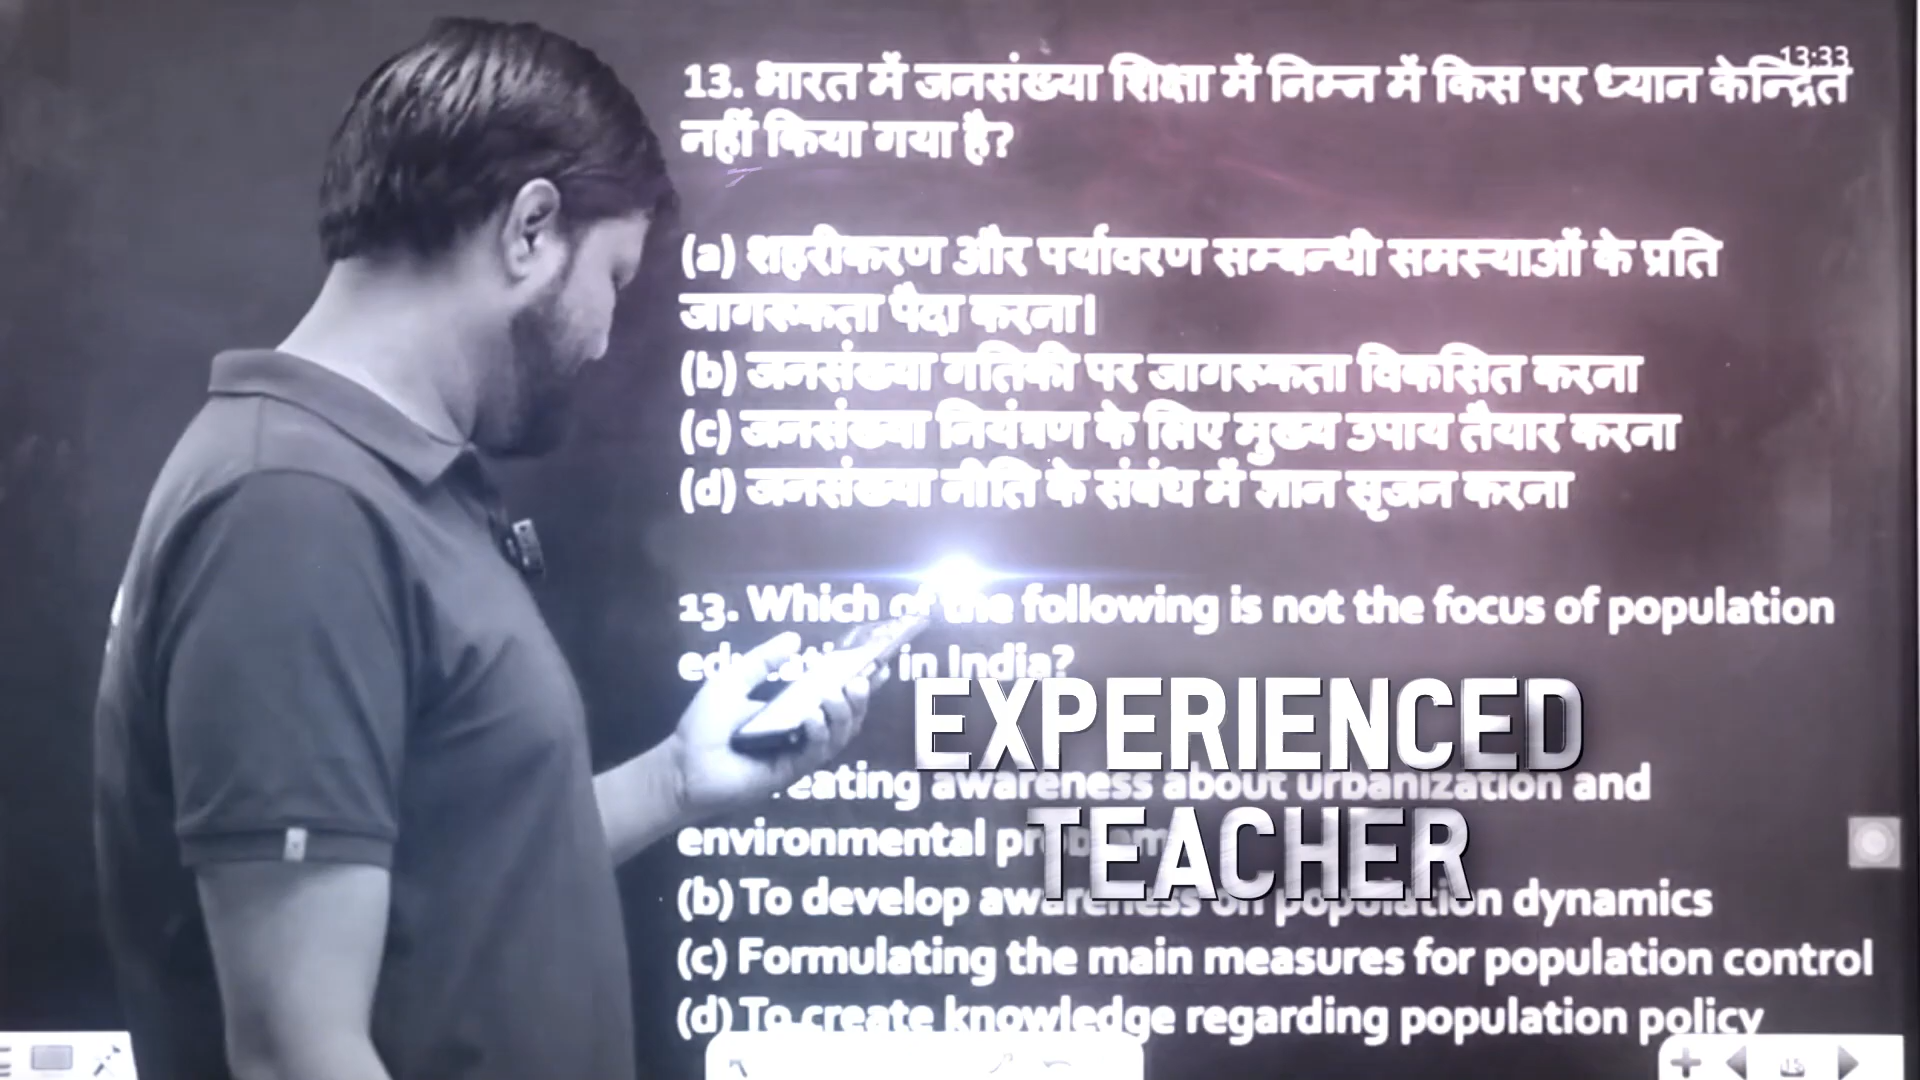 13:33
13. भारत में जनसंख्या शिक्षा में निम्न में किस पर ध्यान केन्द्रित
नहीं किया गया है?
(a) शहरीकरण और पर्यावरण सम्बन्धी समस्याओं के प्रति
जागरूकता पैदा करना।
(b) जनसंख्या गतिकी पर जागरूकता विकसित करना
(c) जनसंख्या नियंत्रण के लिए मुख्य उपाय तैयार करना
(d) जनसंख्या नीति के संबंध में ज्ञान सृजन करना
13. Which of the following is not the focus of population
in India?
EXPERIENCED
awareness about urbanization and
TEACHER
environmental
(b) To develop awareness on population dynamics
(c) Formulating the main measures for population control
(d) To create knowledge regarding population policy